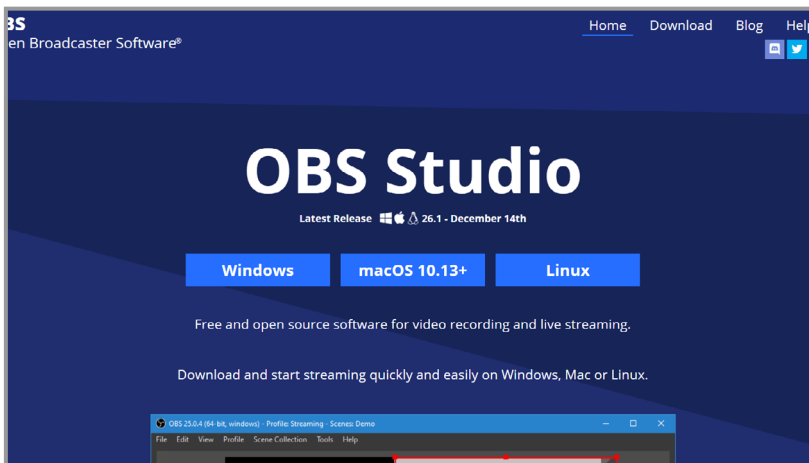 BS
en Broadcaster Software®
Home Download Blog Help
OBS Studio
Latest Release 26.1 - December 14th
Windows macOS 10.13+ Linux
Free and open source software for video recording and live streaming.
Download and start streaming quickly and easily on Windows, Mac or Linux.
OBS 25.0.4 (64-bit, windows) - Profile: Streaming - Scenes: Demo
File Edit View Profile Scene Collection Tools Help